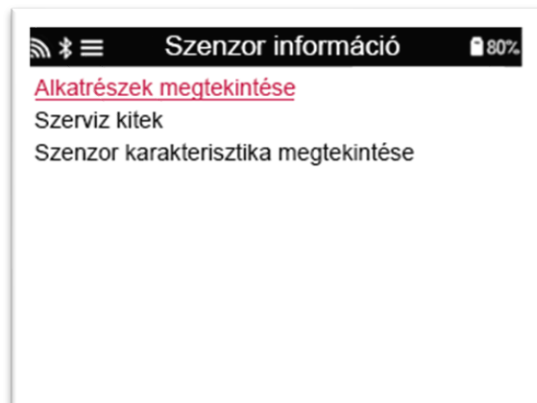 Szenzor információ 80%
Alkatrészek megtekintése
Szerviz kitek
Szenzor karakterisztika megtekintése